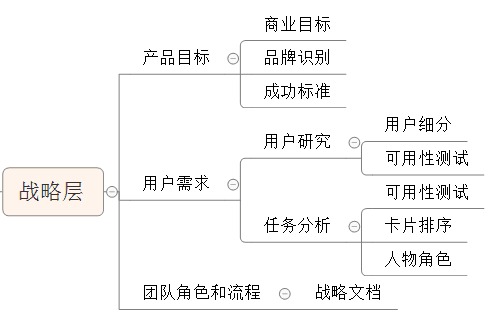 战略层
产品目标
商业目标
品牌识别
成功标准
用户需求
用户研究
用户细分
可用性测试
任务分析
可用性测试
卡片排序
人物角色
团队角色和流程
战略文档